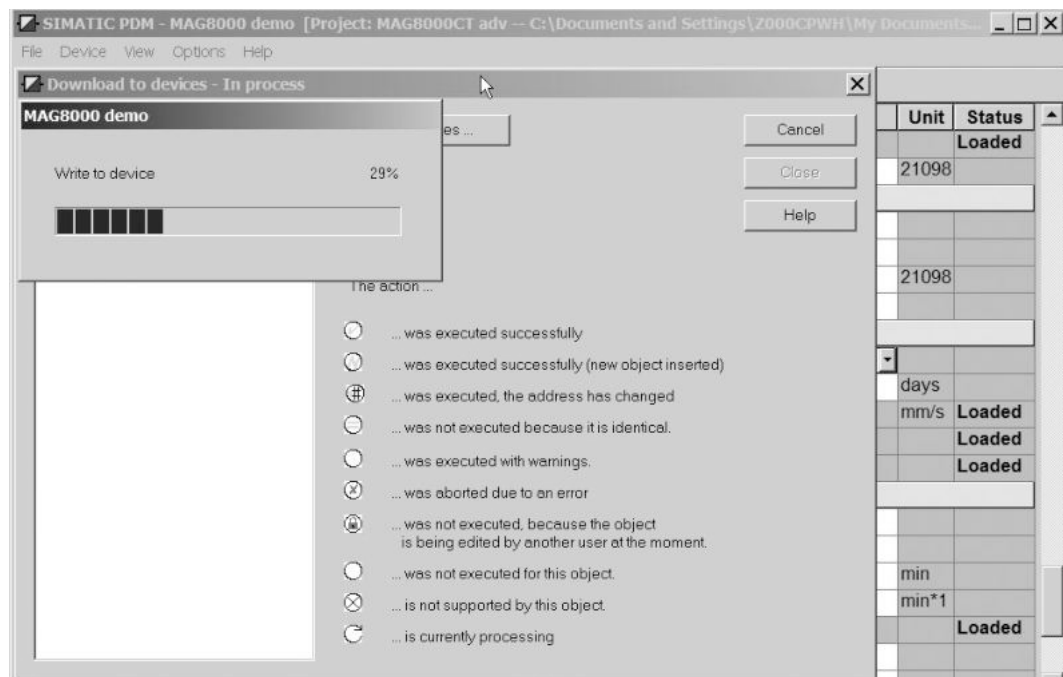 SIMATIC PDM - MAG8000 demo [Project: MAG8000CT adv -- C:\Documents and Settings\Z000CPWH\My Documents...
File Device View Options Help
Download to devices - In process
MAG8000 demo
es ...
Cancel
Write to device 29%
Close
Help
The action ...
... was executed successfully
... was executed successfully (new object inserted)
... was executed, the address has changed
... was not executed because it is identical.
... was executed with warnings.
... was aborted due to an error
... was not executed, because the object
is being edited by another user at the moment.
... was not executed for this object.
... is not supported by this object.
... is currently processing
Unit Status
Loaded
21098
21098
days
mm/s Loaded
Loaded
Loaded
min
min*1
Loaded